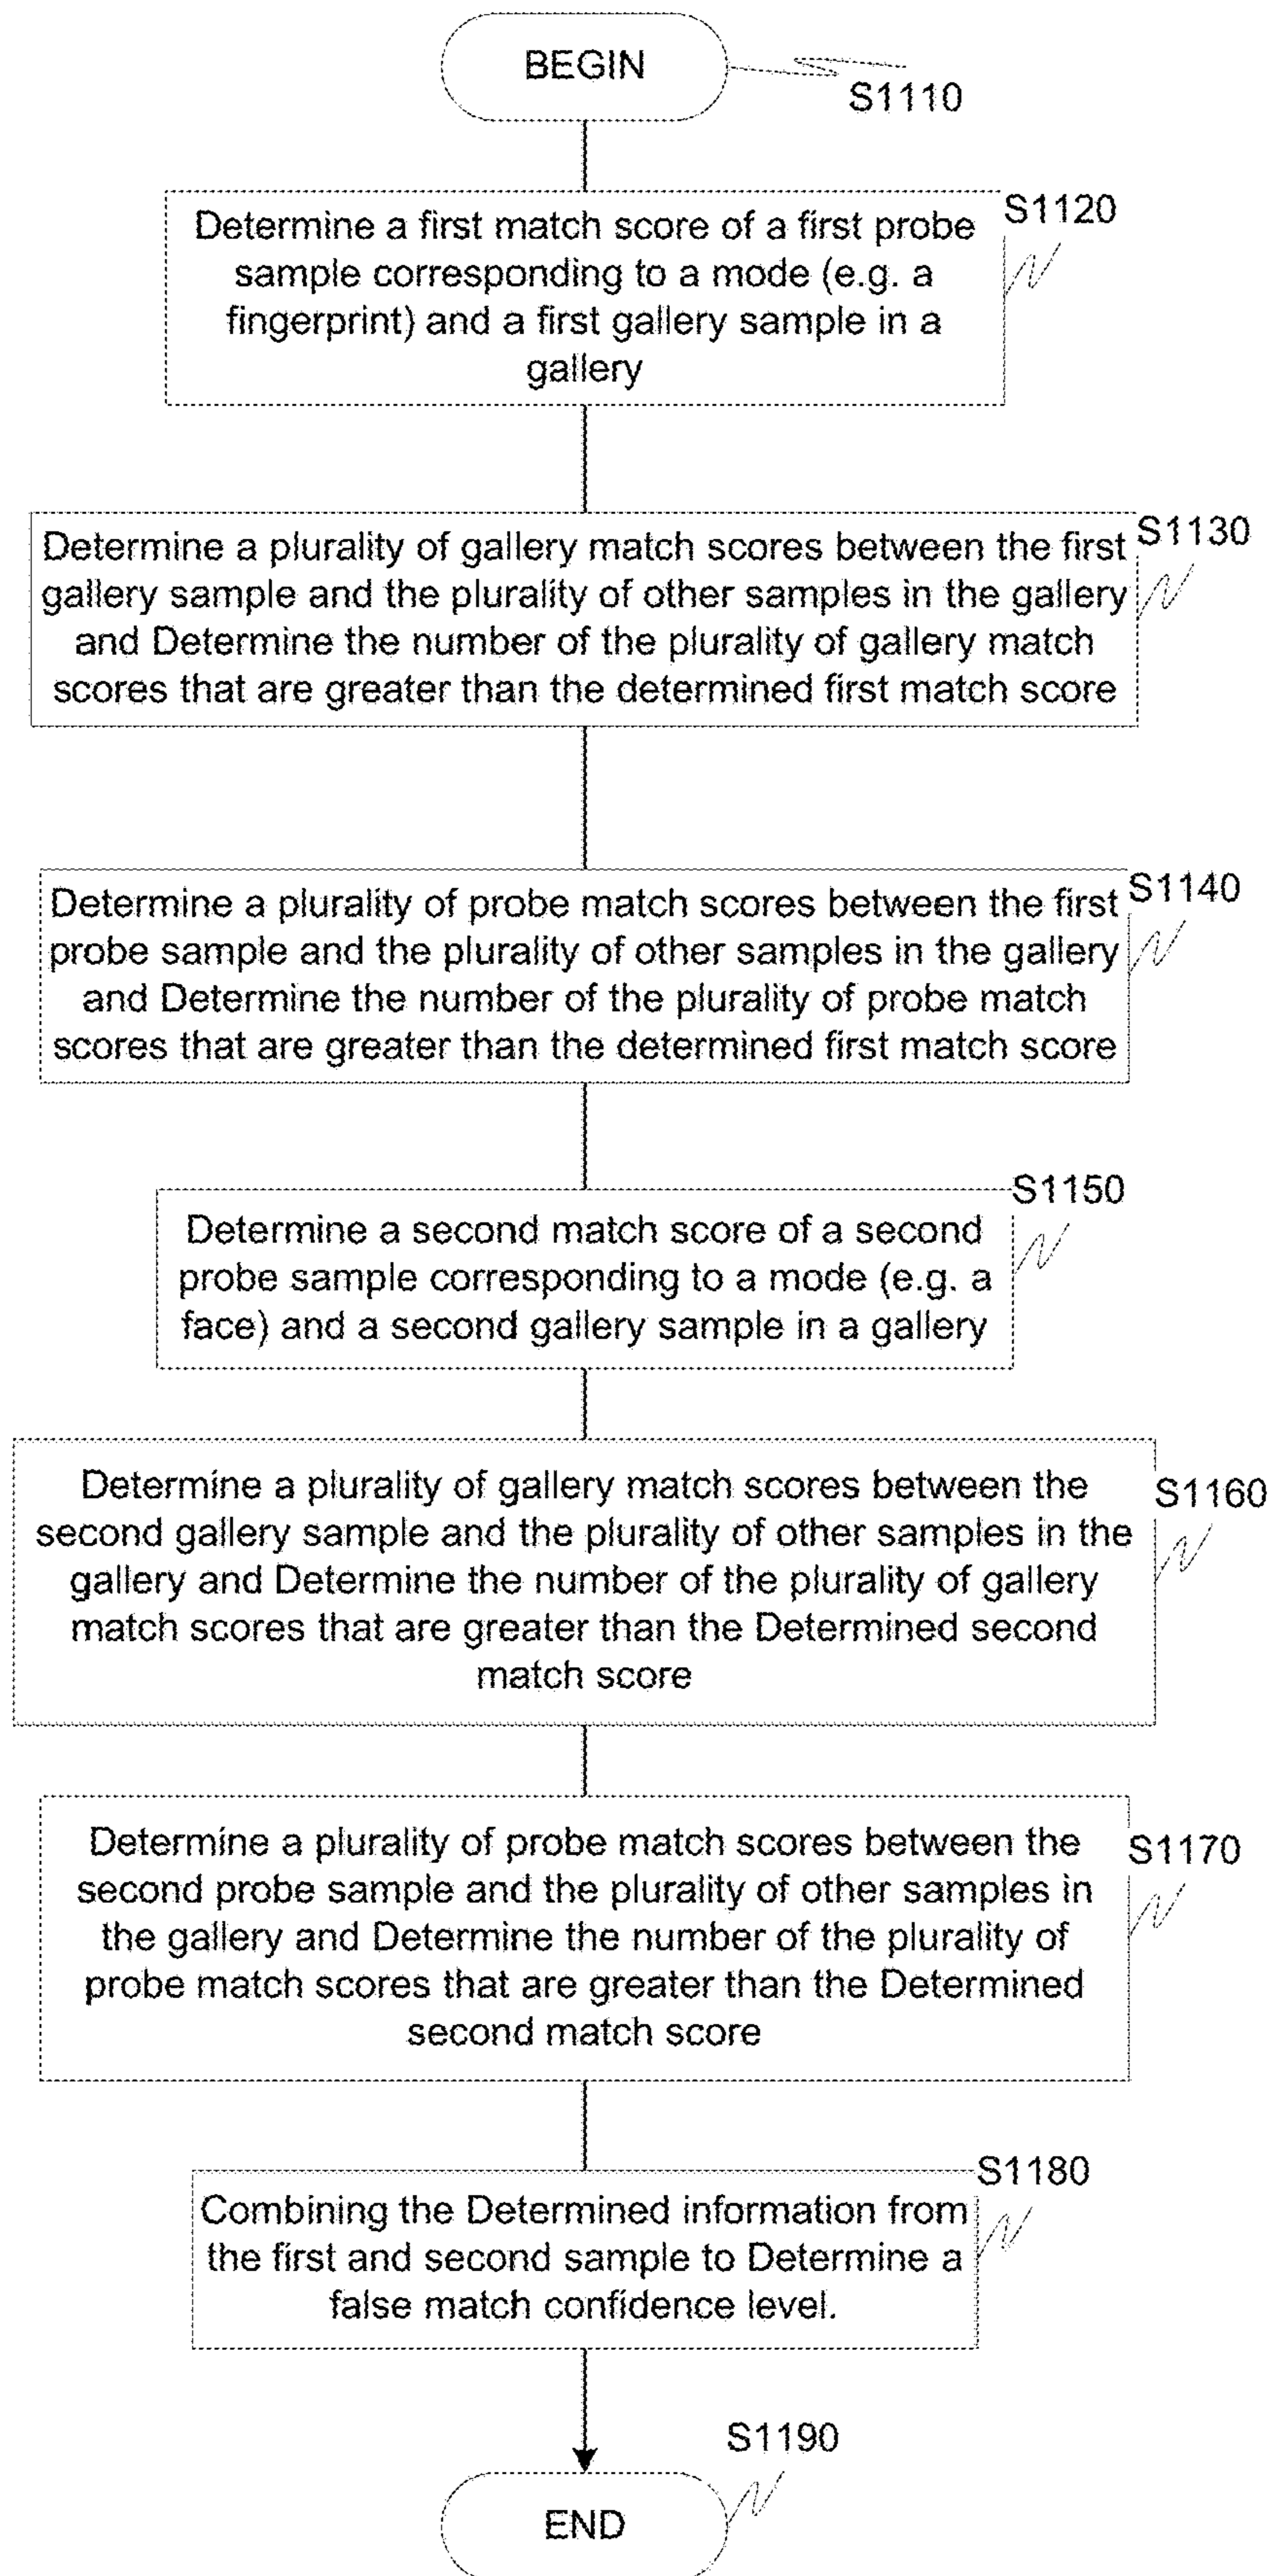 BEGIN
S1110
S1120
Determine a first match score of a first probe
sample corresponding to a mode (e.g. a
fingerprint) and a first gallery sample in a
gallery
S1130
Determine a plurality of gallery match scores between the first
gallery sample and the plurality of other samples in the gallery
and Determine the number of the plurality of gallery match
scores that are greater than the determined first match score
S1140
Determine a plurality of probe match scores between the first
probe sample and the plurality of other samples in the gallery
and Determine the number of the plurality of probe match
scores that are greater than the determined first match score
S1150
Determine a second match score of a second
probe sample corresponding to a mode (e.g. a
face) and a second gallery sample in a gallery
S1160
Determine a plurality of gallery match scores between the
second gallery sample and the plurality of other samples in the
gallery and Determine the number of the plurality of gallery
match scores that are greater than the Determined second
match score
S1170
Determine a plurality of probe match scores between the
second probe sample and the plurality of other samples in
the gallery and Determine the number of the plurality of
probe match scores that are greater than the Determined
second match score
S1180
Combining the Determined information from
the first and second sample to Determine a
false match confidence level.
S1190
END